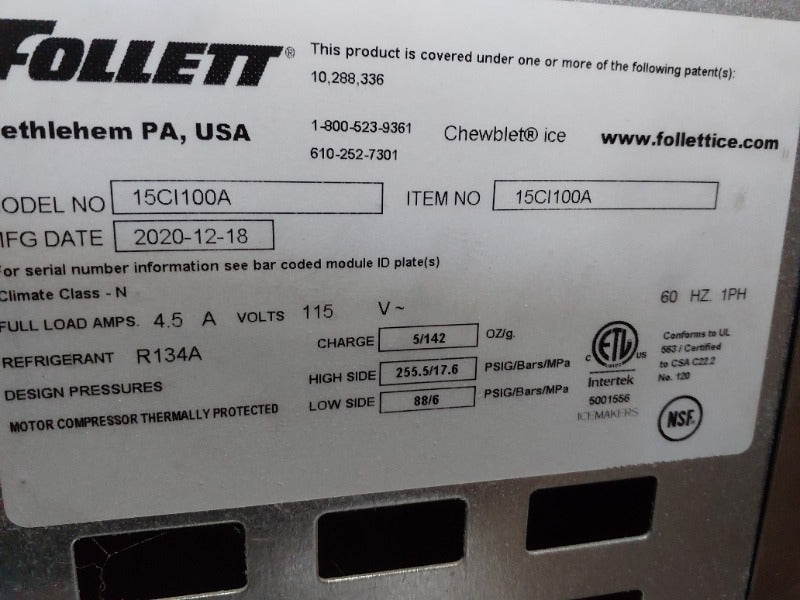 FOLLETT®
This product is covered under one or more of the following patent(s):
10,288,336
ethlehem PA, USA
1-800-523-9361
610-252-7301
Chewblet® ice
www.follettice.com
ODEL NO 15CI100A ITEM NO 15CI100A
MFG DATE 2020-12-18
For serial number information see bar coded module ID plate(s)
Climate Class - N
FULL LOAD AMPS. 4.5 A VOLTS 115 V~ 60 HZ. 1PH
REFRIGERANT R134A
CHARGE 5/142 OZ/g.
DESIGN PRESSURES
HIGH SIDE 255.5/17.6 PSIG/Bars/MPa
LOW SIDE 88/6 PSIG/Bars/MPa
MOTOR COMPRESSOR THERMALLY PROTECTED
C ETL US
Intertek
5001556
ICEMAKERS
Conforms to UL
563 / Certified
to CSA C22.2
No. 120
NSF.